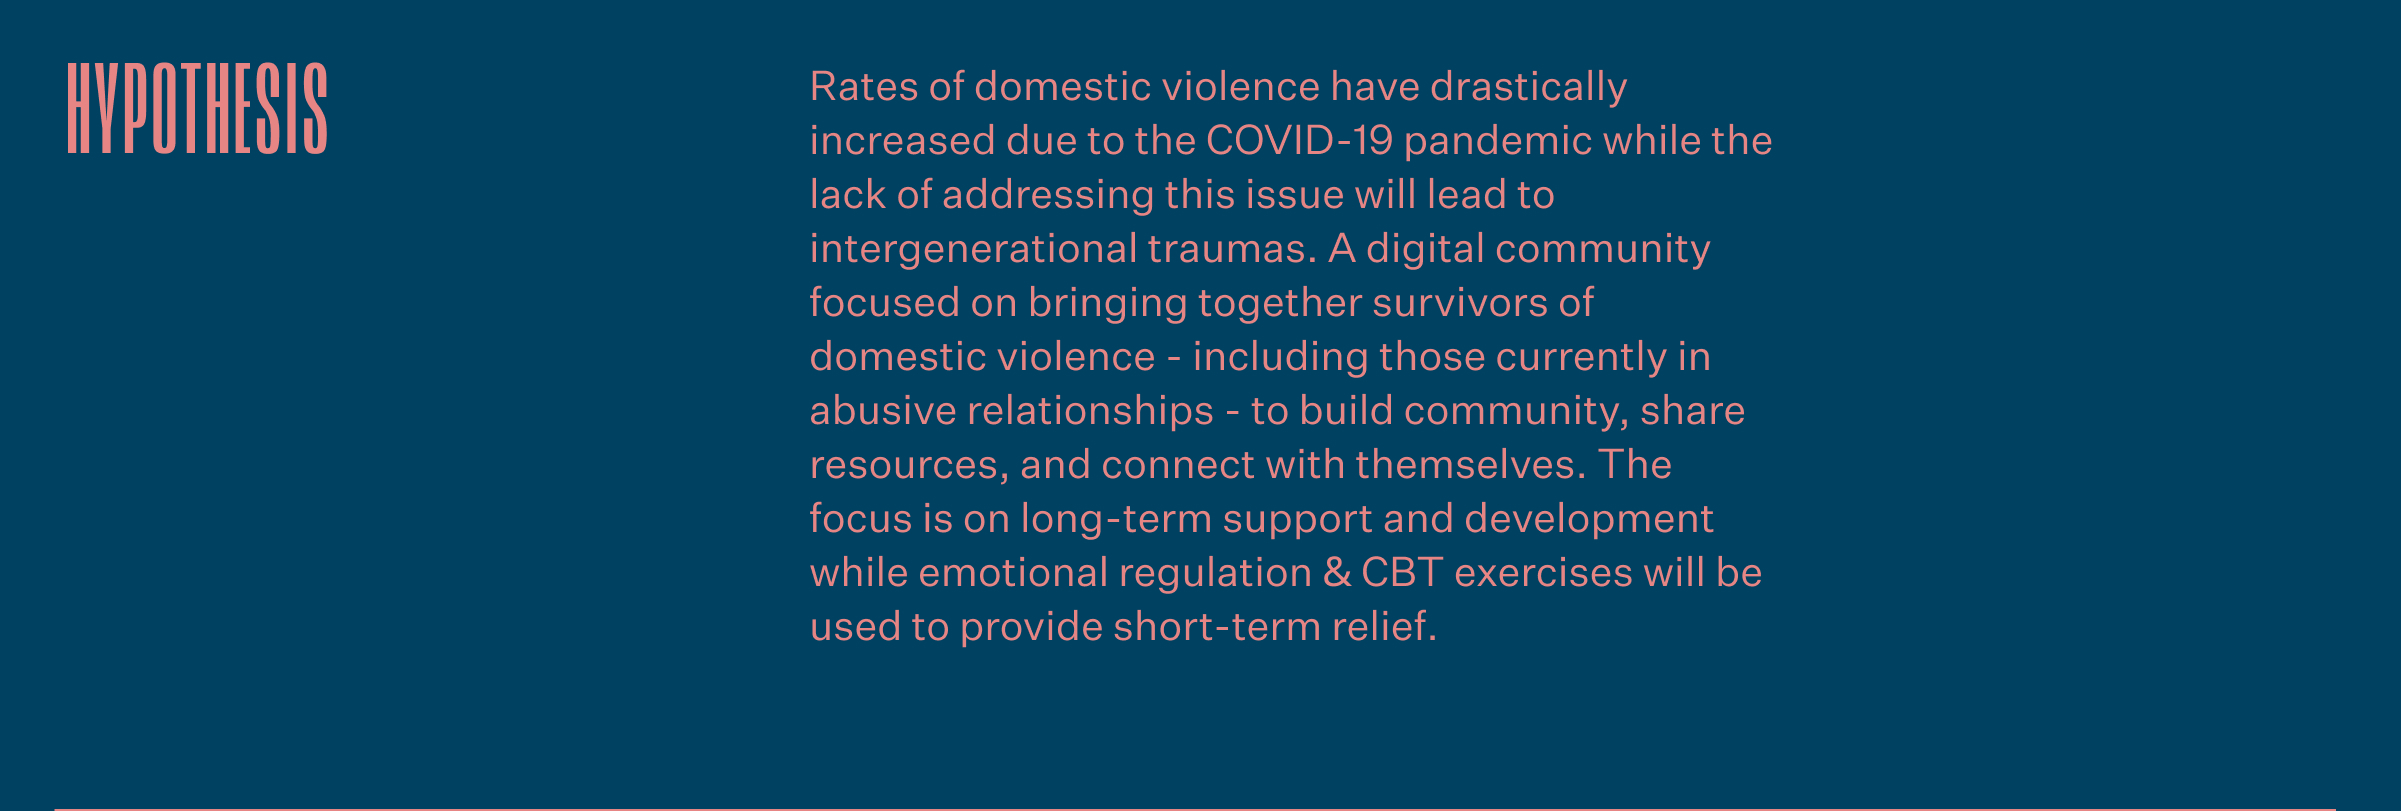 HYPOTHESIS
Rates of domestic violence have drastically
increased due to the COVID-19 pandemic while the
lack of addressing this issue will lead to
intergenerational traumas. A digital community
focused on bringing together survivors of
domestic violence - including those currently in
abusive relationships - to build community, share
resources, and connect with themselves. The
focus is on long-term support and development
while emotional regulation & CBT exercises will be
used to provide short-term relief.